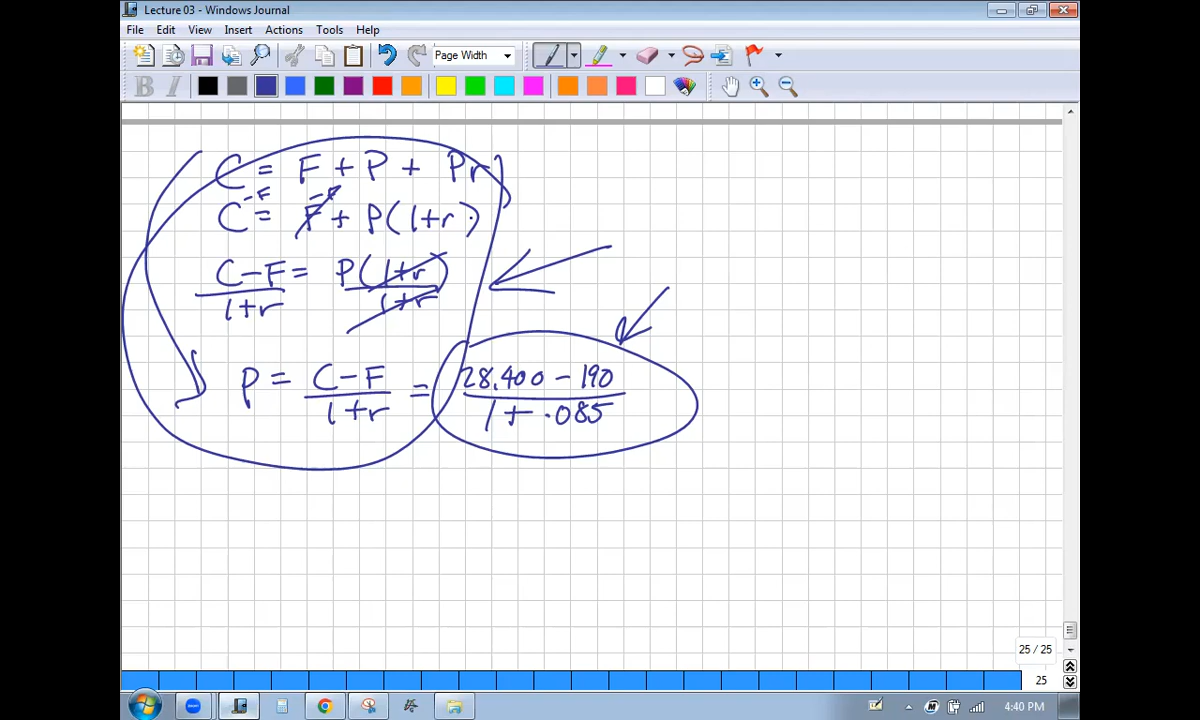 Lecture 03 - Windows Journal
File Edit View Insert Actions Tools Help
Page Width
B I
C = F + P + Pr
-F -F
C = F + P(1+r)
C-F = P(1+r)
1+r 1+r
P = C-F = 28,400 - 190
1+r 1 + .085
25 / 25
25
4:40 PM